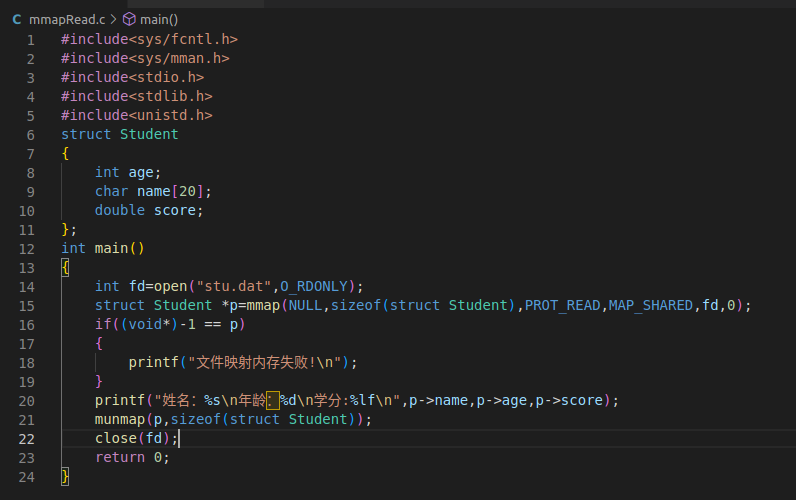 C mmapRead.c > main()
1 #include<sys/fcntl.h>
2 #include<sys/mman.h>
3 #include<stdio.h>
4 #include<stdlib.h>
5 #include<unistd.h>
6 struct Student
7 {
8     int age;
9     char name[20];
10     double score;
11 };
12 int main()
13 {
14     int fd=open("stu.dat",O_RDONLY);
15     struct Student *p=mmap(NULL,sizeof(struct Student),PROT_READ,MAP_SHARED,fd,0);
16     if((void*)-1 == p)
17     {
18         printf("文件映射内存失败!\n");
19     }
20     printf("姓名: %s\n年龄：%d\n学分:%lf\n",p->name,p->age,p->score);
21     munmap(p,sizeof(struct Student));
22     close(fd);
23     return 0;
24 }